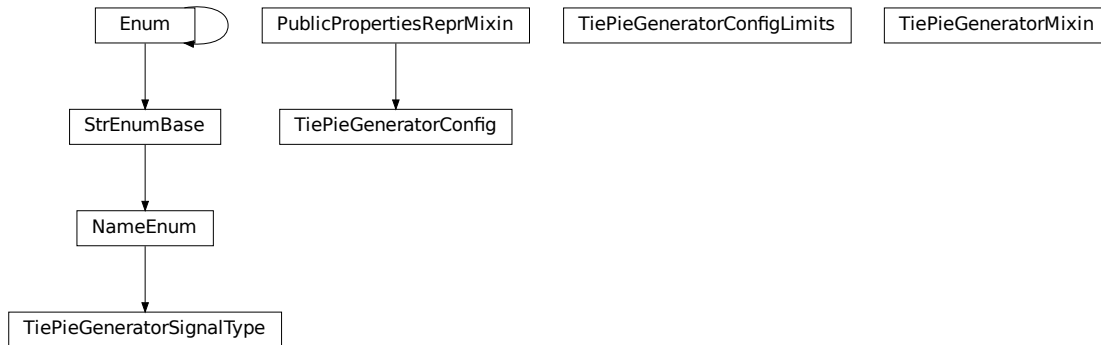 Enum
PublicPropertiesReprMixin
TiePieGeneratorConfigLimits
TiePieGeneratorMixin
StrEnumBase
TiePieGeneratorConfig
NameEnum
TiePieGeneratorSignalType